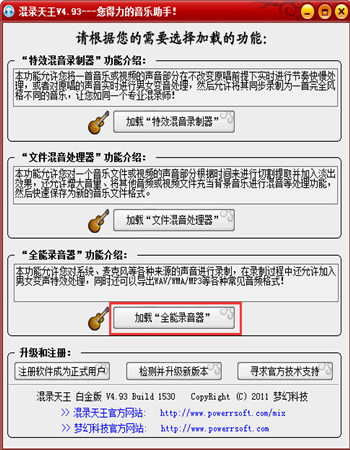 混录天王V4.93---您得力的音乐助手！
请根据您的需要选择加载的功能：
“特效混音录制器”功能介绍：
本功能允许您将一首音乐或视频的声音部分在不改变原唱前提下实时进行节奏快慢处理，或者对原唱的声音实时进行男女变音处理，然后允许将其同步录制为一首完全风格不同的音乐，让您如同一个专业混录师！
加载“特效混音录制器”
“文件混音处理器”功能介绍：
本功能允许您对一个音乐文件或视频的声音部分根据时间来进行切割提取并加入淡出效果，还允许增大音量、将其他音频或视频文件充当背景音乐进行混音等处理功能，然后快速保存为新的音乐文件格式。
加载“文件混音处理器”
“全能录音器”功能介绍：
本功能允许您对系统、麦克风等各种来源的声音进行录制，在录制过程中还允许加入男女变声特效处理，同时还可以导出WAV/WMA/MP3等各种常见音频格式！
加载“全能录音器”
升级和注册：
注册软件成为正式用户 检测并升级新版本 寻求官方技术支持
混录天王 白金版 V4.93 Build 1530 CopyRight (C) 2011 梦幻科技
>> 混录天王官方网站: http://www.powerrsoft.com/mix
>> 梦幻科技官方网站: http://www.powerrsoft.com